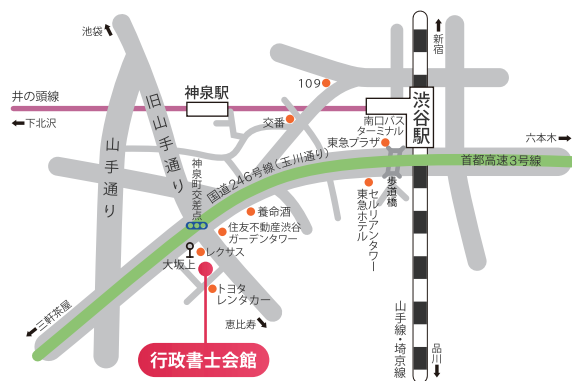 池袋
新宿
109
井の頭線
神泉駅
渋谷駅
下北沢
旧山手通り
交番
南口バス
ターミナル
東急プラザ
六本木
山手通り
神泉町交差点
国道246号線(玉川通り)
首都高速3号線
歩道橋
セルリアンタワー
東急ホテル
養命酒
住友不動産渋谷
ガーデンタワー
大坂上
レクサス
トヨタ
レンタカー
三軒茶屋
恵比寿
山手線・埼京線
品川
行政書士会館